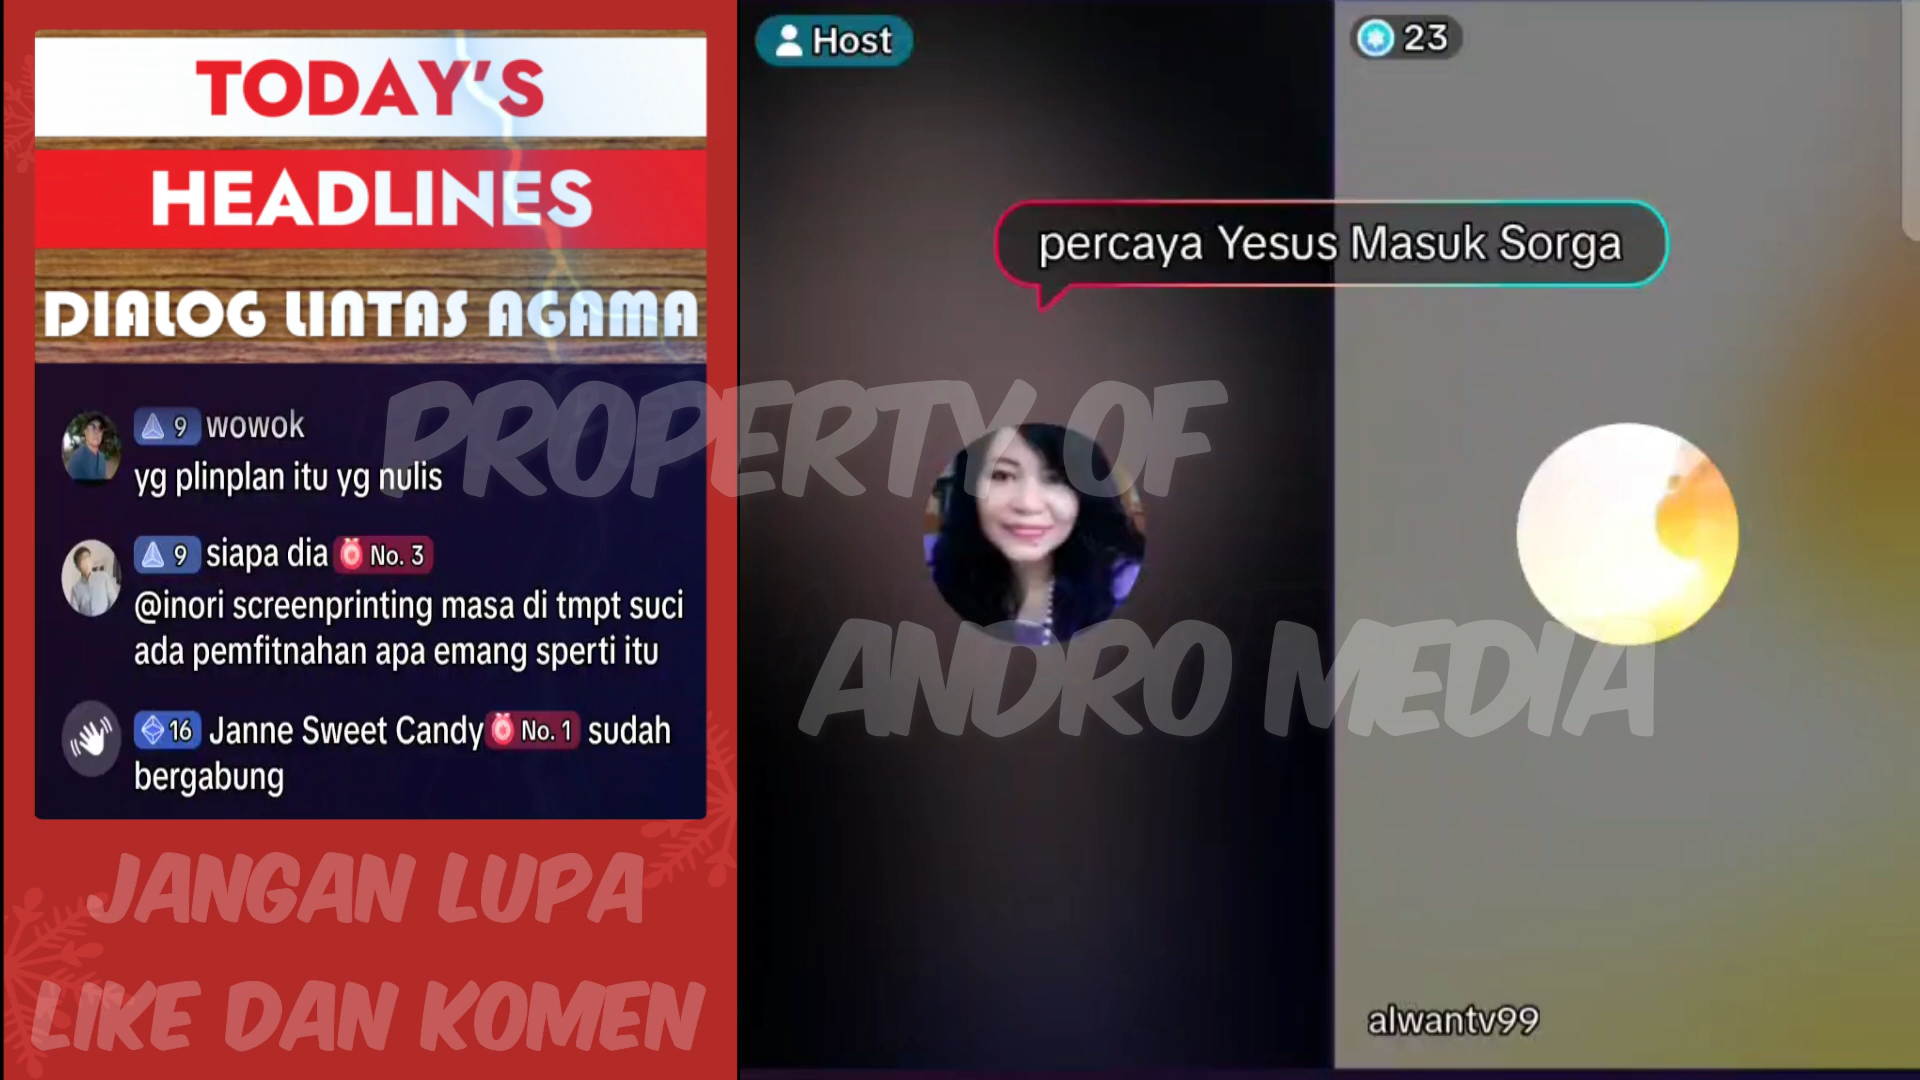 TODAY'S
HEADLINES
DIALOG LINTAS AGAMA
9 wowok
yg plinplan itu yg nulis
9 siapa dia No. 3
@inori screenprinting masa di tmpt suci
ada pemfitnahan apa emang sperti itu
16 Janne Sweet Candy No. 1 sudah
bergabung
JANGAN LUPA
LIKE DAN KOMEN
Host
23
percaya Yesus Masuk Sorga
PROPERTY OF
ANDRO MEDIA
alwantv99